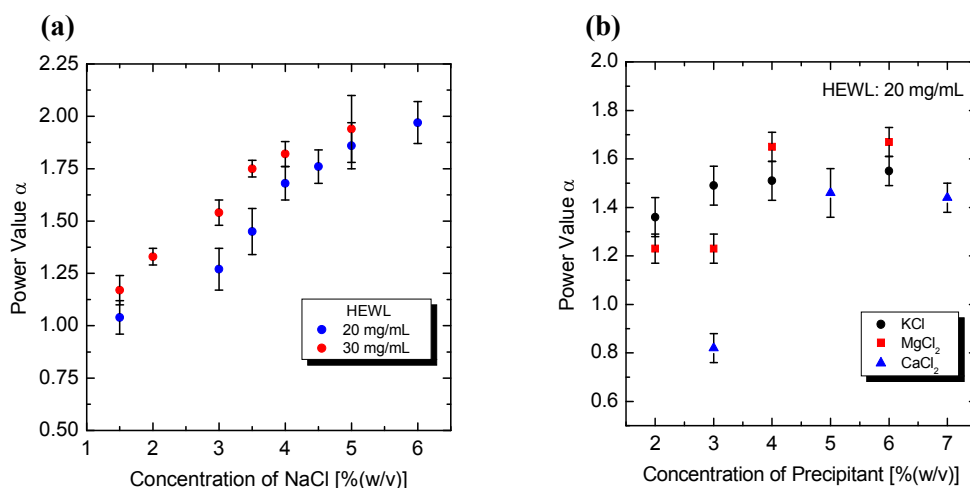 (a)
2.25
2.00
1.75
1.50
1.25
1.00
0.75
0.50
1 2 3 4 5 6
Power Value α
Concentration of NaCl [%(w/v)]
HEWL
20 mg/mL
30 mg/mL
(b)
HEWL: 20 mg/mL
2.0
1.8
1.6
1.4
1.2
1.0
0.8
0.6
2 3 4 5 6 7
Power Value α
Concentration of Precipitant [%(w/v)]
KCl
MgCl₂
CaCl₂